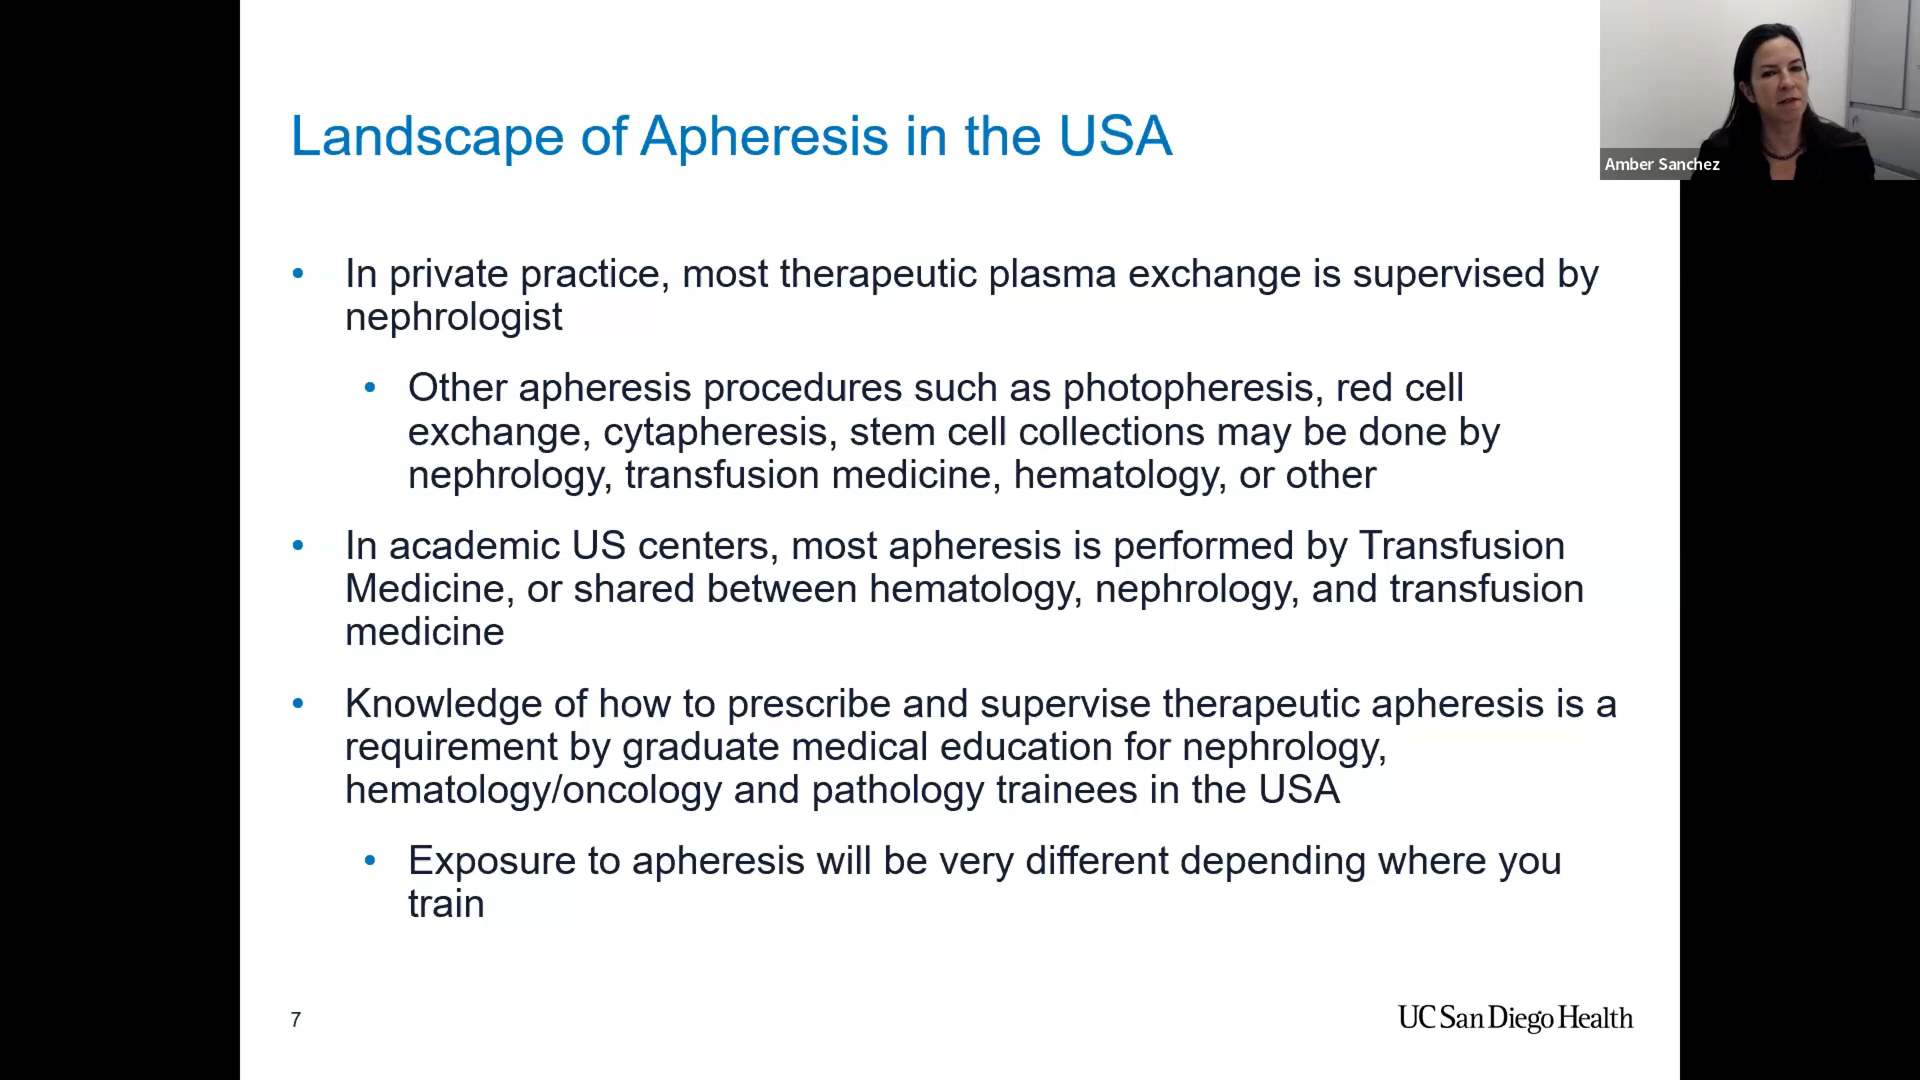 Landscape of Apheresis in the USA
Amber Sanchez
• In private practice, most therapeutic plasma exchange is supervised by
nephrologist
• Other apheresis procedures such as photopheresis, red cell
exchange, cytapheresis, stem cell collections may be done by
nephrology, transfusion medicine, hematology, or other
• In academic US centers, most apheresis is performed by Transfusion
Medicine, or shared between hematology, nephrology, and transfusion
medicine
• Knowledge of how to prescribe and supervise therapeutic apheresis is a
requirement by graduate medical education for nephrology,
hematology/oncology and pathology trainees in the USA
• Exposure to apheresis will be very different depending where you
train
7
UC San Diego Health